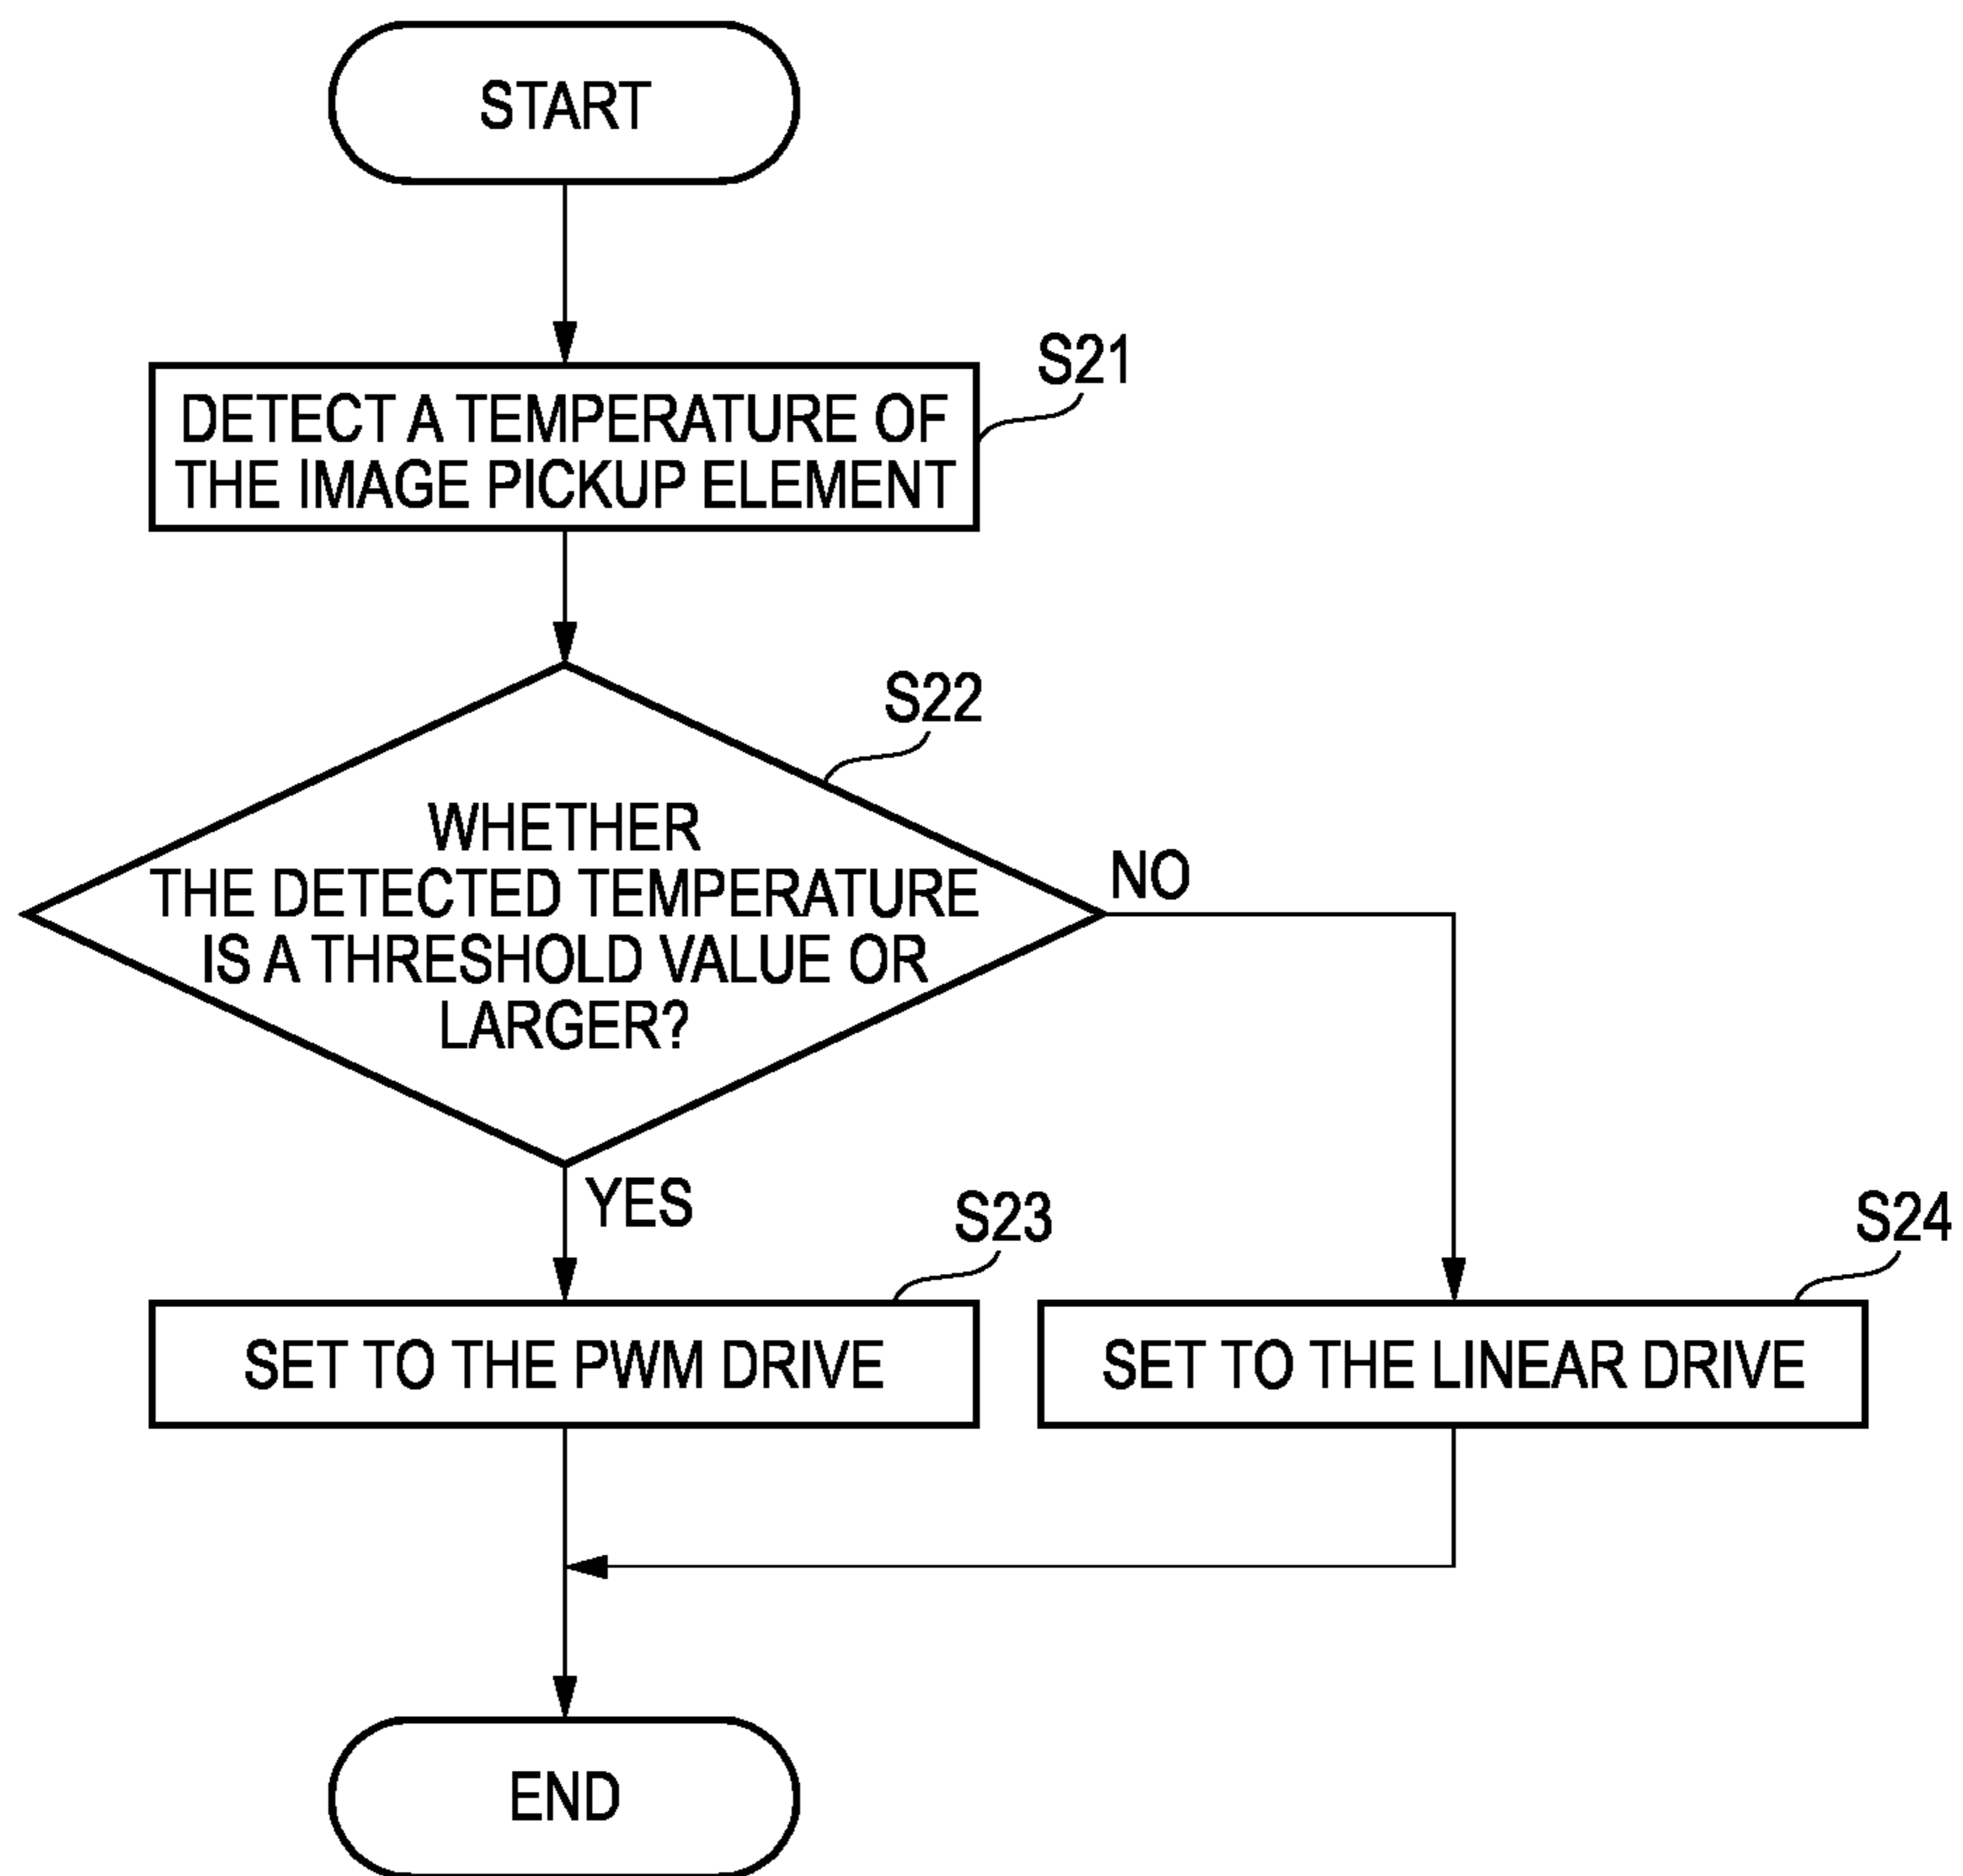 START
S21
DETECT A TEMPERATURE OF
THE IMAGE PICKUP ELEMENT
S22
WHETHER
THE DETECTED TEMPERATURE
IS A THRESHOLD VALUE OR
LARGER?
NO
YES
S23
SET TO THE PWM DRIVE
S24
SET TO THE LINEAR DRIVE
END